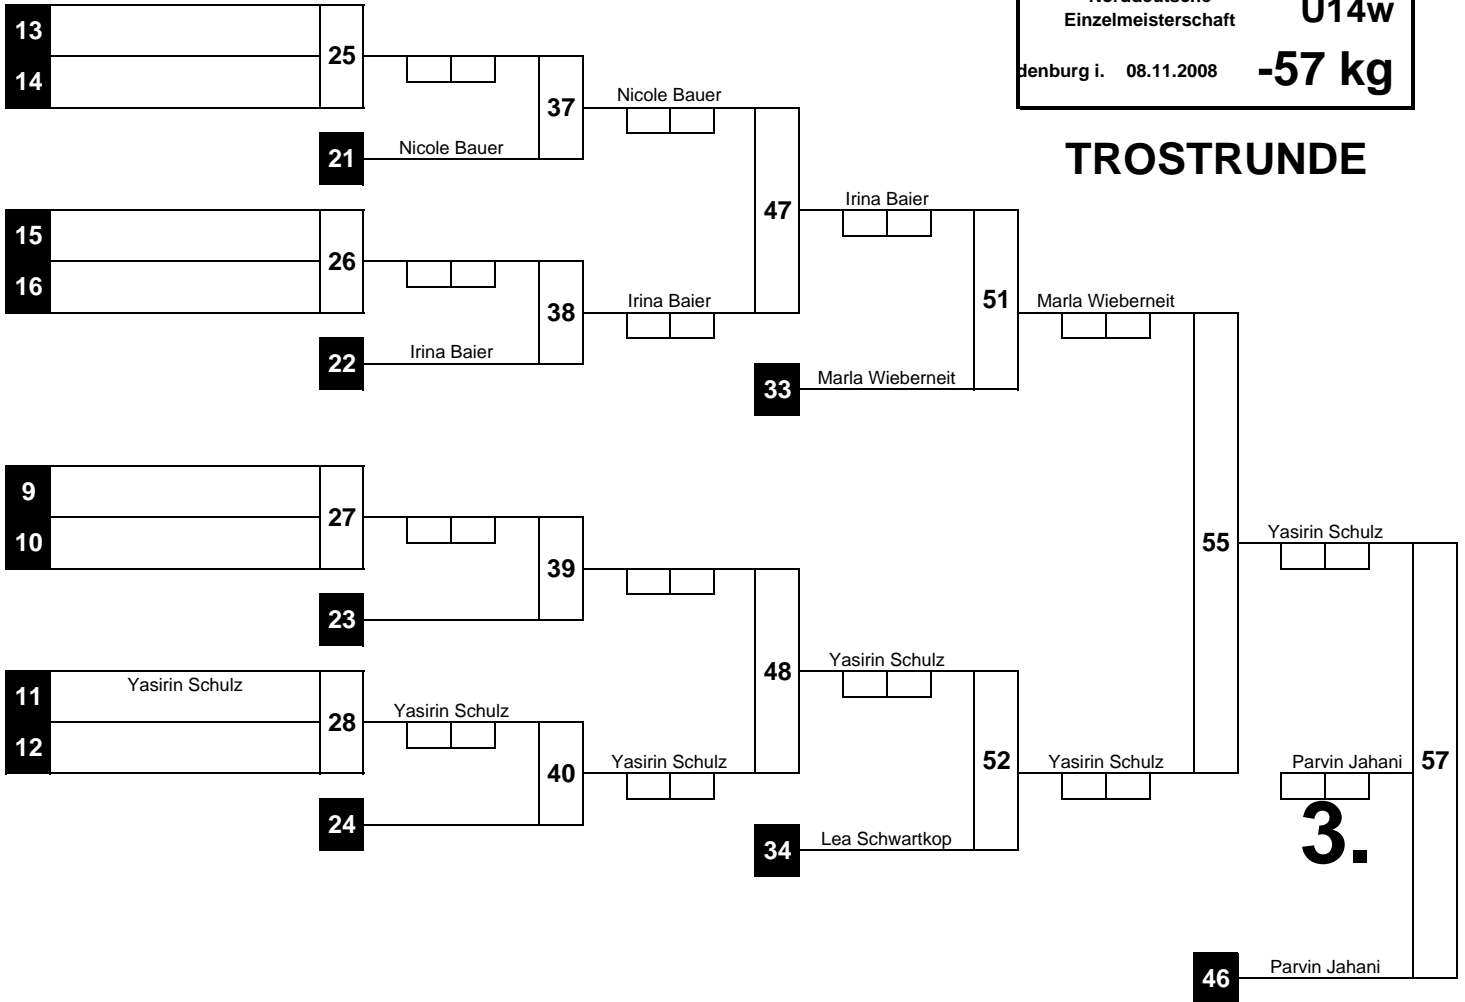 Norddeutsche
Einzelmeisterschaft
U14w
denburg i. 08.11.2008
-57 kg
TROSTRUNDE
13
14
25
37
Nicole Bauer
21
Nicole Bauer
47
Irina Baier
15
16
26
38
Irina Baier
22
Irina Baier
51
Marla Wieberneit
33
Marla Wieberneit
9
10
27
39
23
55
Yasirin Schulz
11
Yasirin Schulz
12
28
Yasirin Schulz
40
24
Yasirin Schulz
48
Yasirin Schulz
52
Yasirin Schulz
34
Lea Schwartkop
Parvin Jahani
57
3.
46
Parvin Jahani